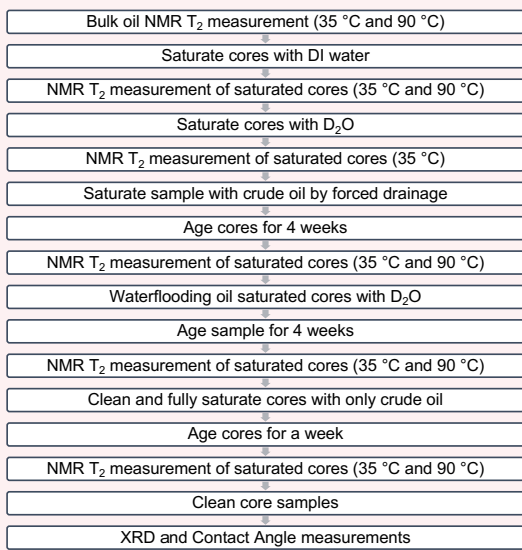 Bulk oil NMR T₂ measurement (35 °C and 90 °C)
Saturate cores with DI water
NMR T₂ measurement of saturated cores (35 °C and 90 °C)
Saturate cores with D₂O
NMR T₂ measurement of saturated cores (35 °C)
Saturate sample with crude oil by forced drainage
Age cores for 4 weeks
NMR T₂ measurement of saturated cores (35 °C and 90 °C)
Waterflooding oil saturated cores with D₂O
Age sample for 4 weeks
NMR T₂ measurement of saturated cores (35 °C and 90 °C)
Clean and fully saturate cores with only crude oil
Age cores for a week
NMR T₂ measurement of saturated cores (35 °C and 90 °C)
Clean core samples
XRD and Contact Angle measurements